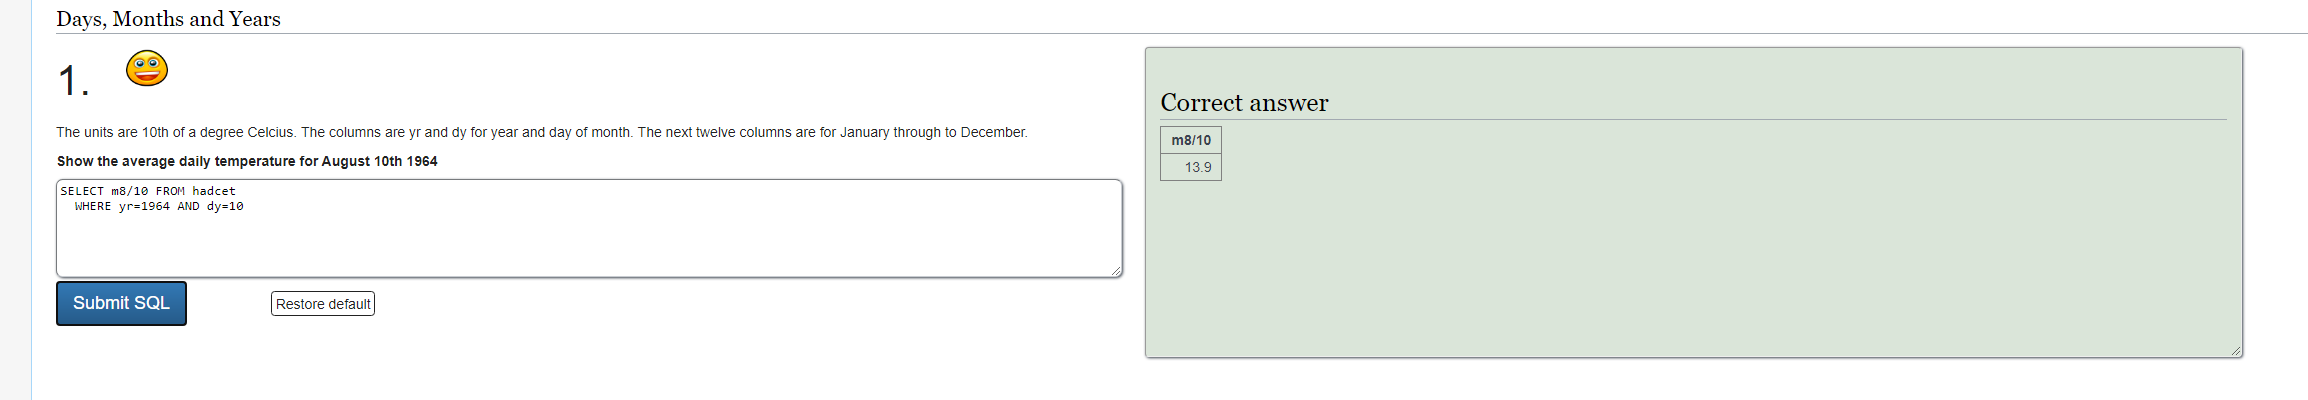 Days, Months and Years
1.
The units are 10th of a degree Celcius. The columns are yr and dy for year and day of month. The next twelve columns are for January through to December.
Show the average daily temperature for August 10th 1964
SELECT m8/10 FROM hadcet
  WHERE yr=1964 AND dy=10
Submit SQL
Restore default
Correct answer
m8/10
13.9